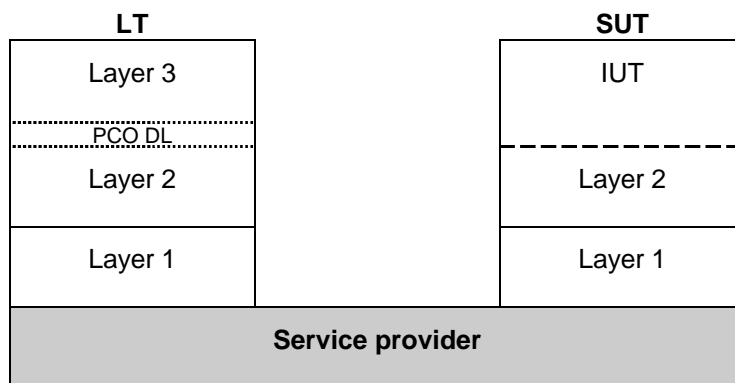 LT
SUT
Layer 3
IUT
PCO DL
Layer 2
Layer 2
Layer 1
Layer 1
Service provider